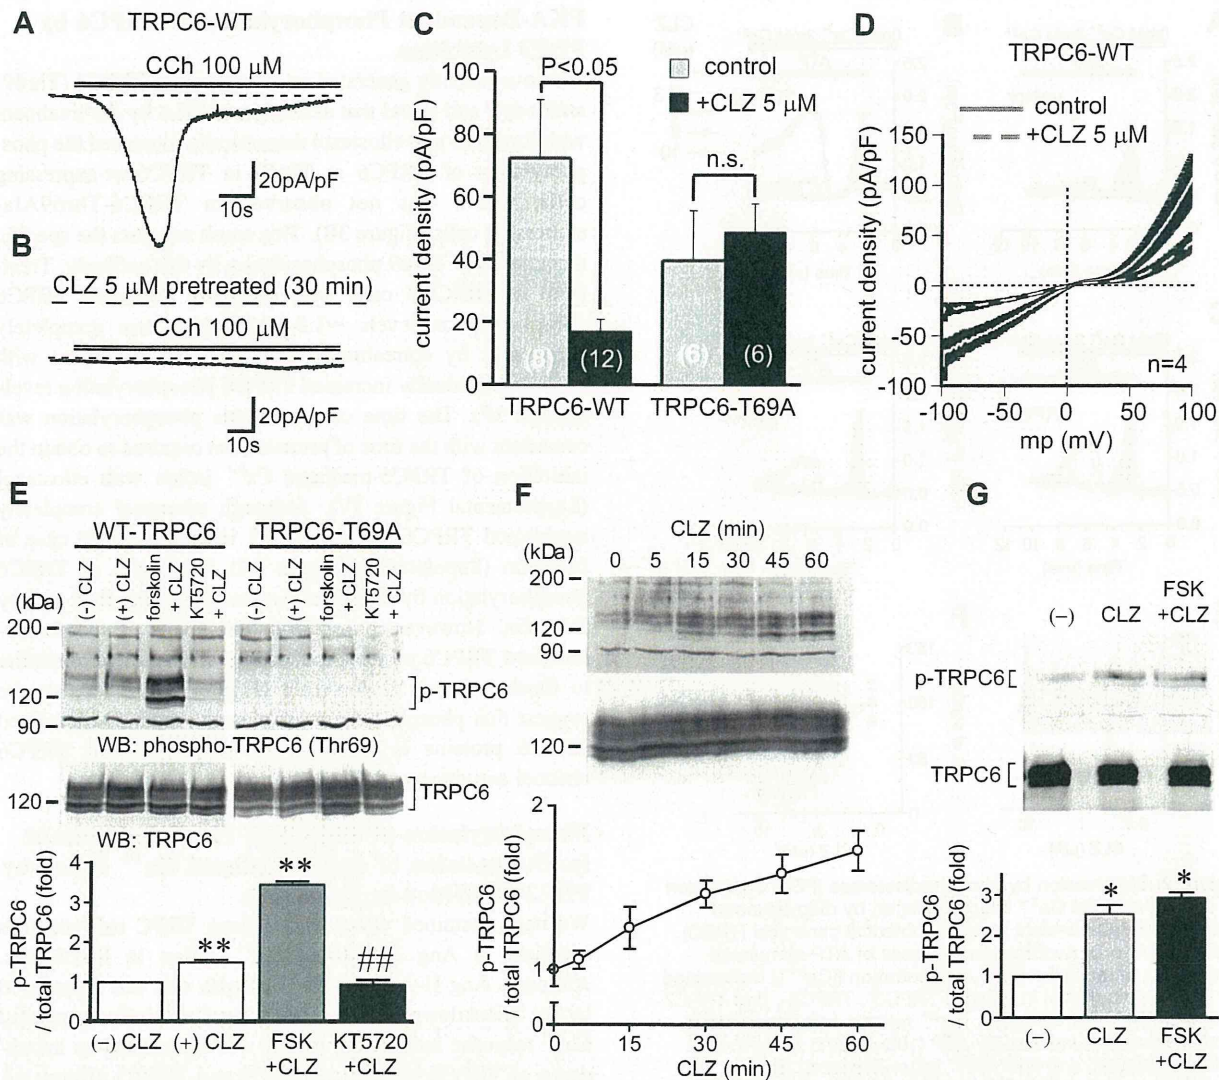 A
TRPC6-WT
CCh 100 μM
20pA/pF
10s
B
CLZ 5 μM pretreated (30 min)
CCh 100 μM
20pA/pF
10s
C
P<0.05
control
+CLZ 5 μM
n.s.
current density (pA/pF)
100
80
60
40
20
0
(8)
(12)
(6)
(6)
TRPC6-WT
TRPC6-T69A
D
TRPC6-WT
control
+CLZ 5 μM
current density (pA/pF)
150
100
50
0
-50
-100
n=4
-100
-50
0
50
100
mp (mV)
E
WT-TRPC6
TRPC6-T69A
(-) CLZ
(+) CLZ
forskolin + CLZ
KT5720 + CLZ
(-) CLZ
(+) CLZ
forskolin + CLZ
KT5720 + CLZ
(kDa)
200
120
90
p-TRPC6
WB: phospho-TRPC6 (Thr69)
120
TRPC6
WB: TRPC6
p-TRPC6
/ total TRPC6 (fold)
4
3
2
1
0
**
**
##
(-) CLZ
(+) CLZ
FSK +CLZ
KT5720 +CLZ
F
CLZ (min)
(kDa)
0 5 15 30 45 60
200
120
90
120
p-TRPC6
/ total TRPC6 (fold)
2
1
0
0 15 30 45 60
CLZ (min)
G
(-)
CLZ
FSK
+CLZ
p-TRPC6
TRPC6
p-TRPC6
/ total TRPC6 (fold)
3
2
1
0
*
*
(-)
CLZ
FSK
+CLZ